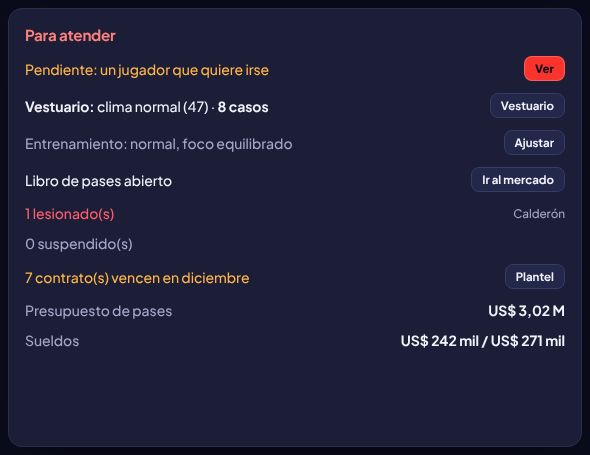 Para atender
Pendiente: un jugador que quiere irse Ver
Vestuario: clima normal (47) · 8 casos Vestuario
Entrenamiento: normal, foco equilibrado Ajustar
Libro de pases abierto Ir al mercado
1 lesionado(s) Calderón
0 suspendido(s)
7 contrato(s) vencen en diciembre Plantel
Presupuesto de pases US$ 3,02 M
Sueldos US$ 242 mil / US$ 271 mil